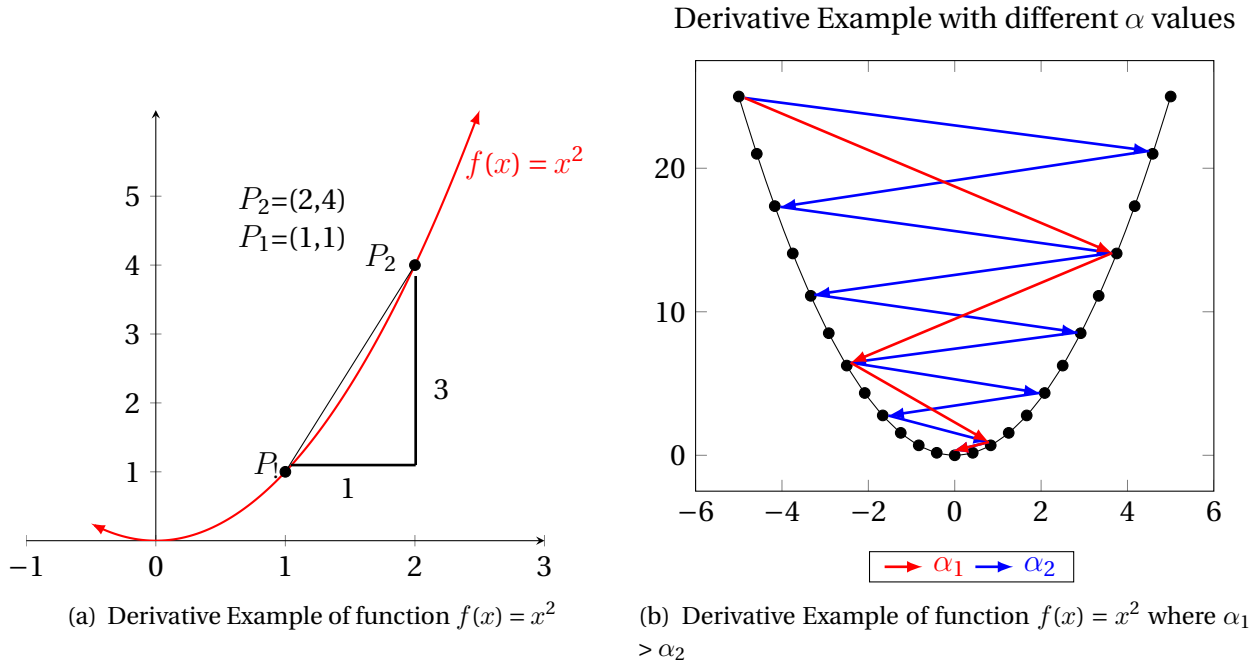 Derivative Example with different α values
f(x) = x²
P₂=(2,4)
P₁=(1,1)
P₂
P!
3
1
5
4
3
2
1
−1
0
1
2
3
20
10
0
−6
−4
−2
0
2
4
6
α₁ α₂
(a) Derivative Example of function f(x) = x²
(b) Derivative Example of function f(x) = x² where α₁
> α₂